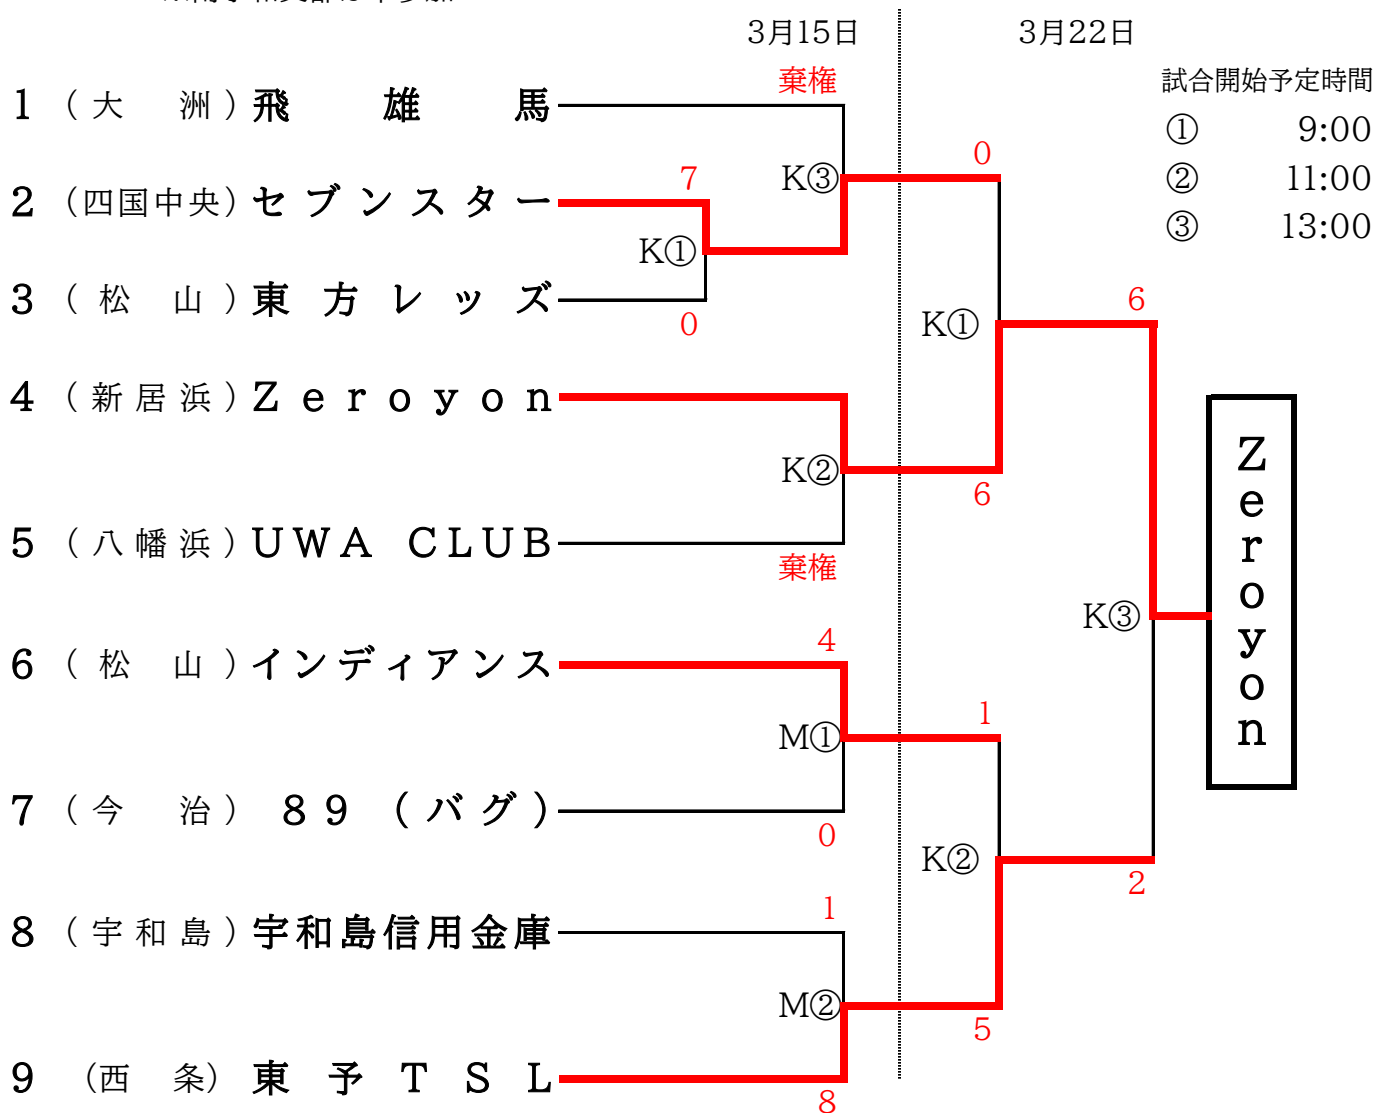 3月15日
3月22日
試合開始予定時間
① 9:00
② 11:00
③ 13:00
棄権
1 (大 洲) 飛 雄 馬
K③
0
7
2 (四国中央) セブンスター
K①
3 (松 山) 東方レッズ
0
K①
6
4 (新居浜) Zeroyon
K②
6
5 (八幡浜) UWA CLUB
棄権
Zeroyon
K③
4
6 (松 山) インディアンス
1
M①
7 (今 治) 89 (バグ)
0
K②
2
1
8 (宇和島) 宇和島信用金庫
M②
5
9 (西 条) 東予TSL
8